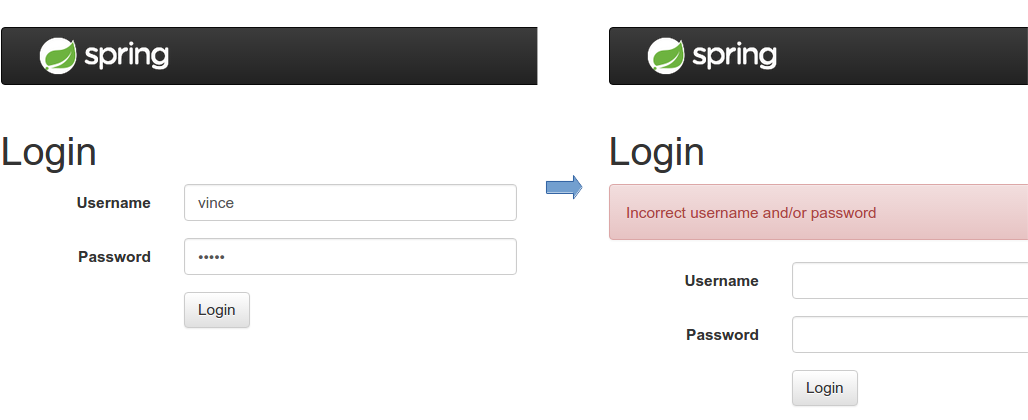 spring
Login
Username vince
Password •••••
Login
spring
Login
Incorrect username and/or password
Username
Password
Login